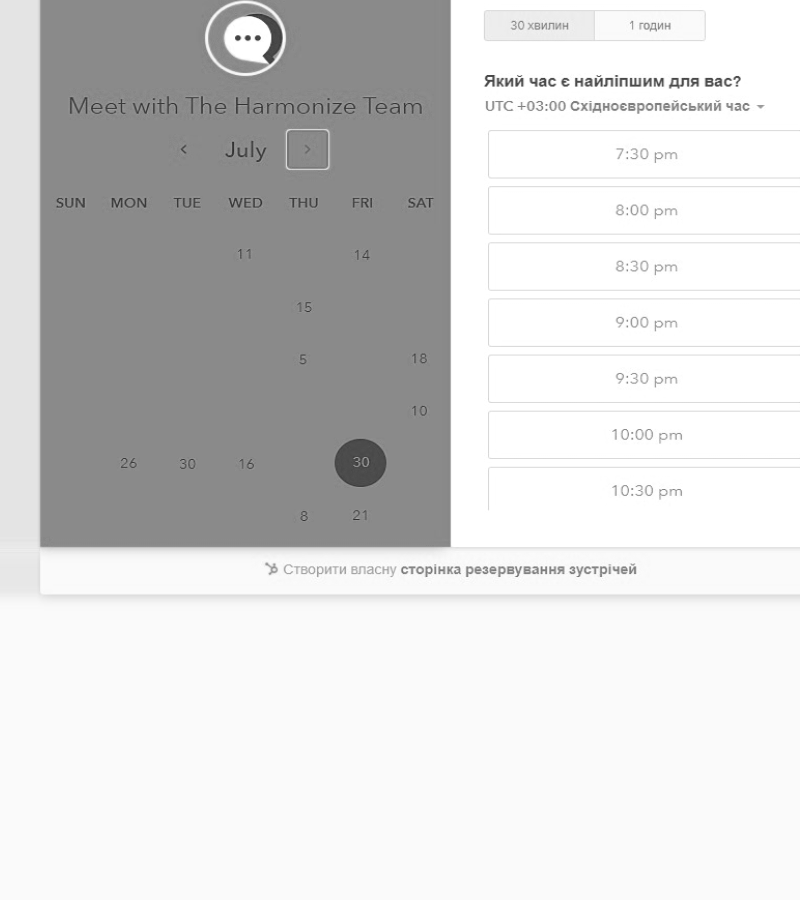 Meet with The Harmonize Team
July
SUN MON TUE WED THU FRI SAT
11 14
15
5 18
10
26 30 16 30
8 21
30 хвилин 1 годин
Який час є найліпшим для вас?
UTC +03:00 Східноєвропейський час
7:30 pm
8:00 pm
8:30 pm
9:00 pm
9:30 pm
10:00 pm
10:30 pm
Створити власну сторінка резервування зустрічей